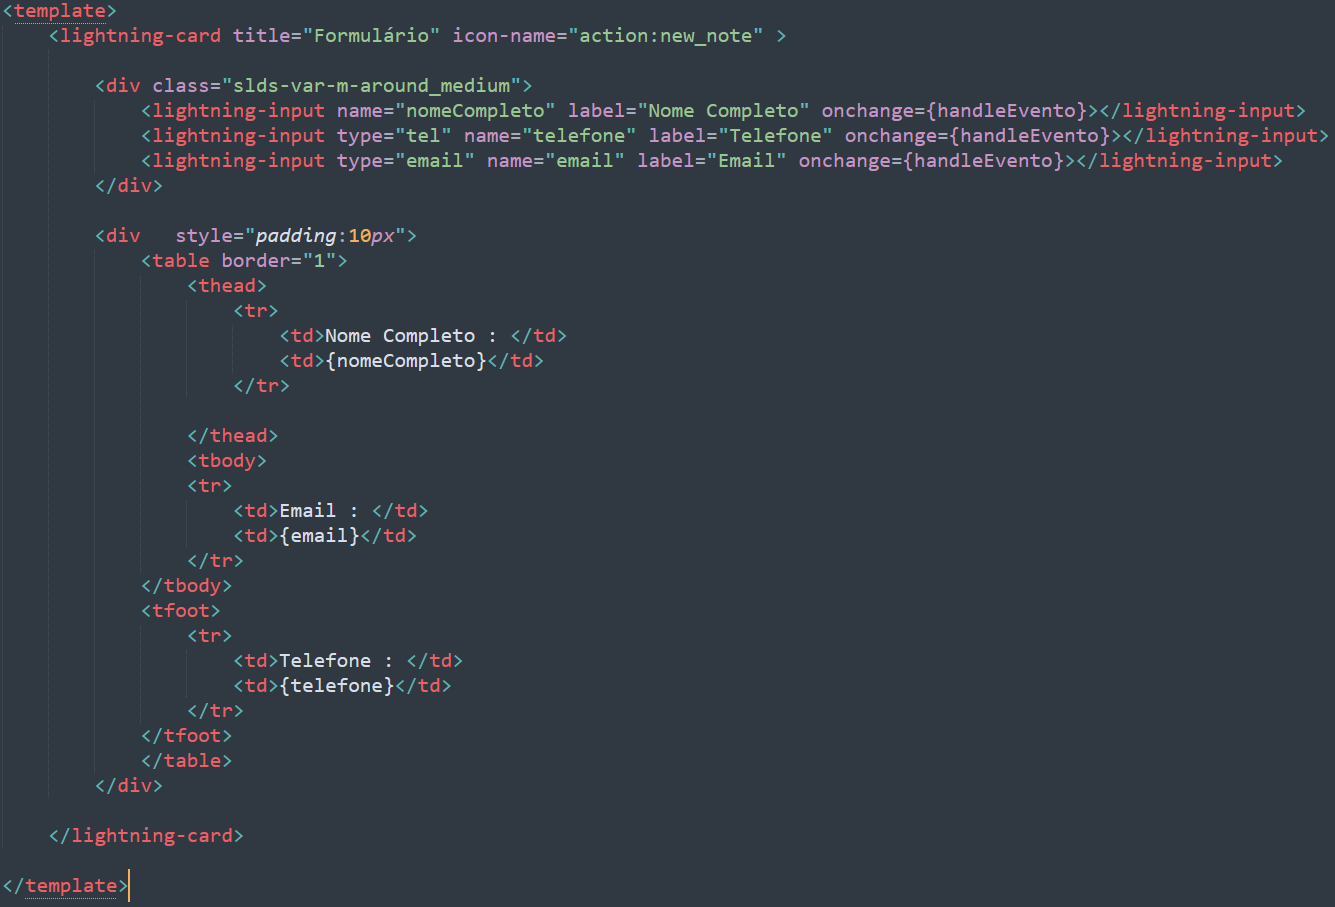 <template>
    <lightning-card title="Formulário" icon-name="action:new_note" >
        <div class="slds-var-m-around_medium">
            <lightning-input name="nomeCompleto" label="Nome Completo" onchange={handleEvento}></lightning-input>
            <lightning-input type="tel" name="telefone" label="Telefone" onchange={handleEvento}></lightning-input>
            <lightning-input type="email" name="email" label="Email" onchange={handleEvento}></lightning-input>
        </div>
        <div   style="padding:10px">
            <table border="1">
                <thead>
                    <tr>
                        <td>Nome Completo : </td>
                        <td>{nomeCompleto}</td>
                    </tr>
                </thead>
                <tbody>
                <tr>
                    <td>Email : </td>
                    <td>{email}</td>
                </tr>
            </tbody>
            <tfoot>
                <tr>
                    <td>Telefone : </td>
                    <td>{telefone}</td>
                </tr>
            </tfoot>
            </table>
        </div>
    </lightning-card>
</template>